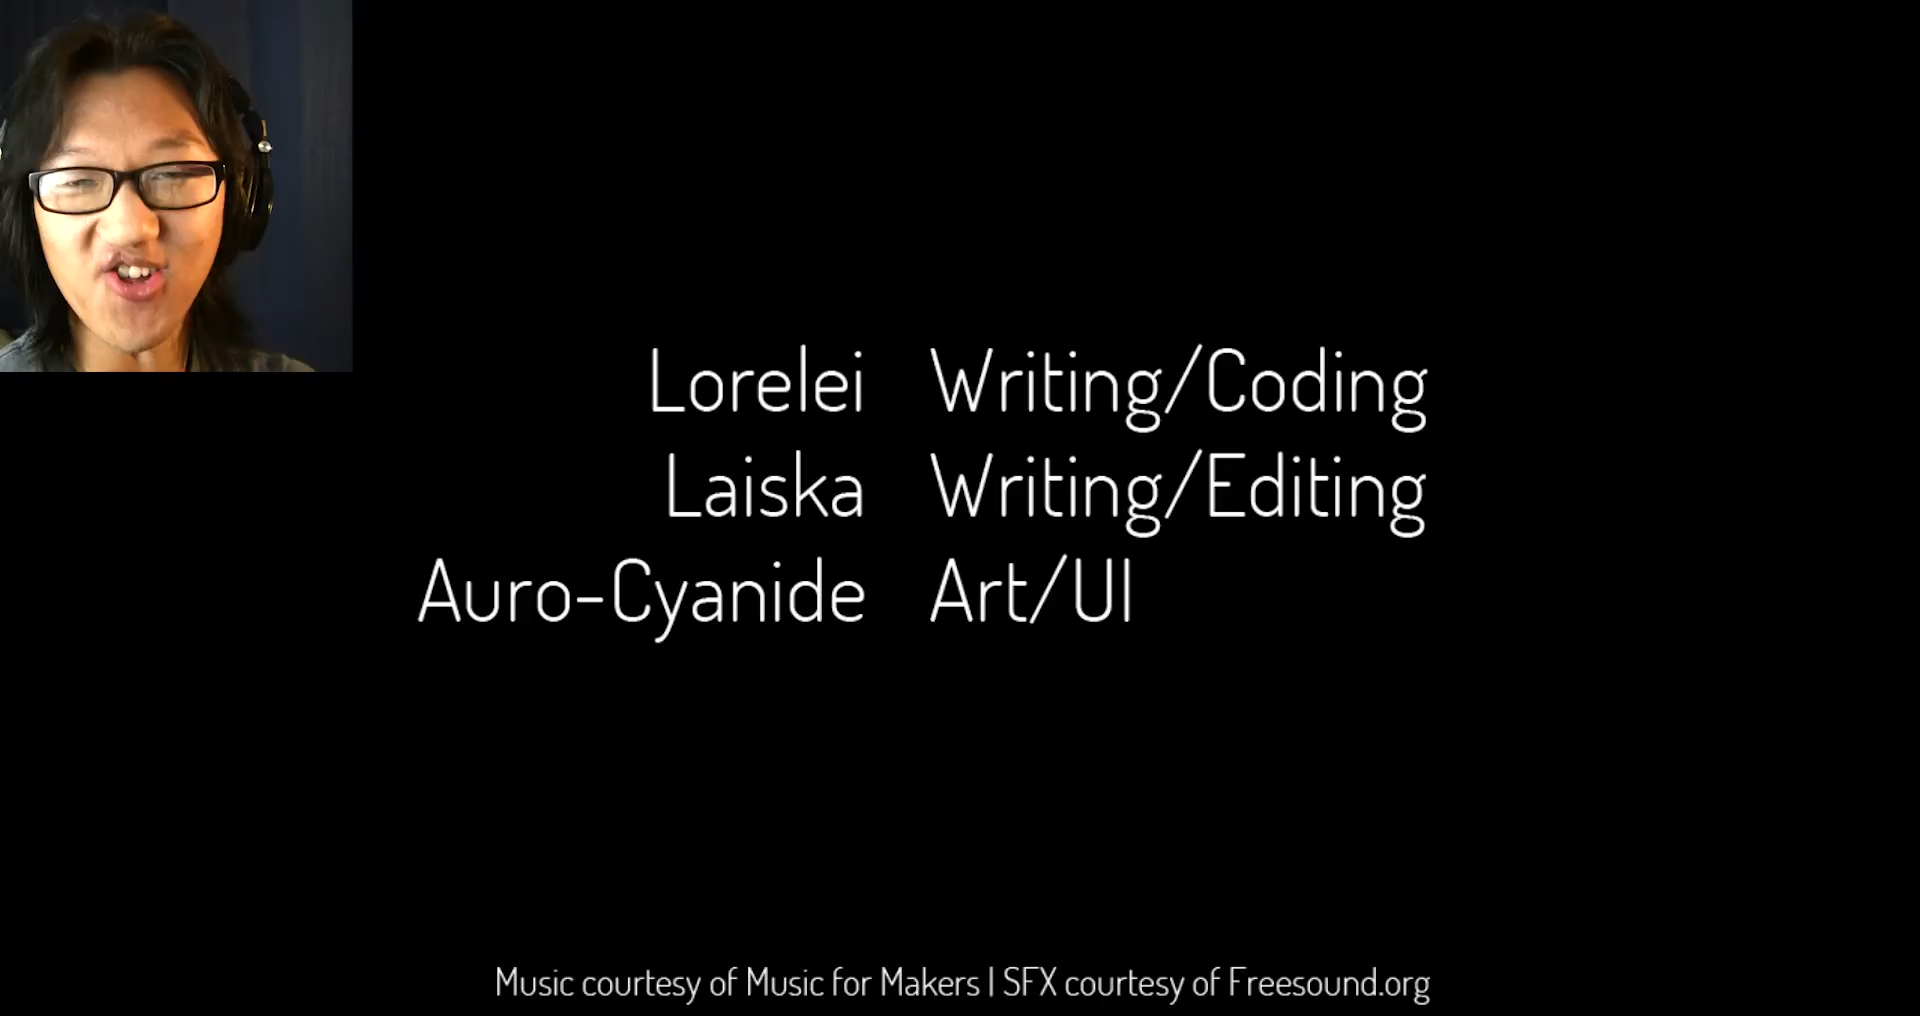 Lorelei Writing/Coding
Laiska Writing/Editing
Auro-Cyanide Art/UI
Music courtesy of Music for Makers | SFX courtesy of Freesound.org